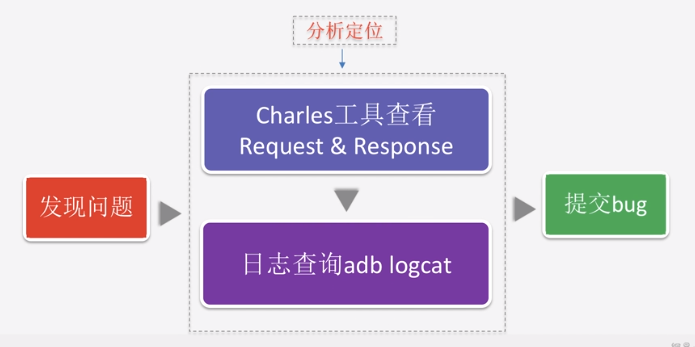 分析定位
Charles工具查看
Request & Response
发现问题
提交bug
日志查询adb logcat